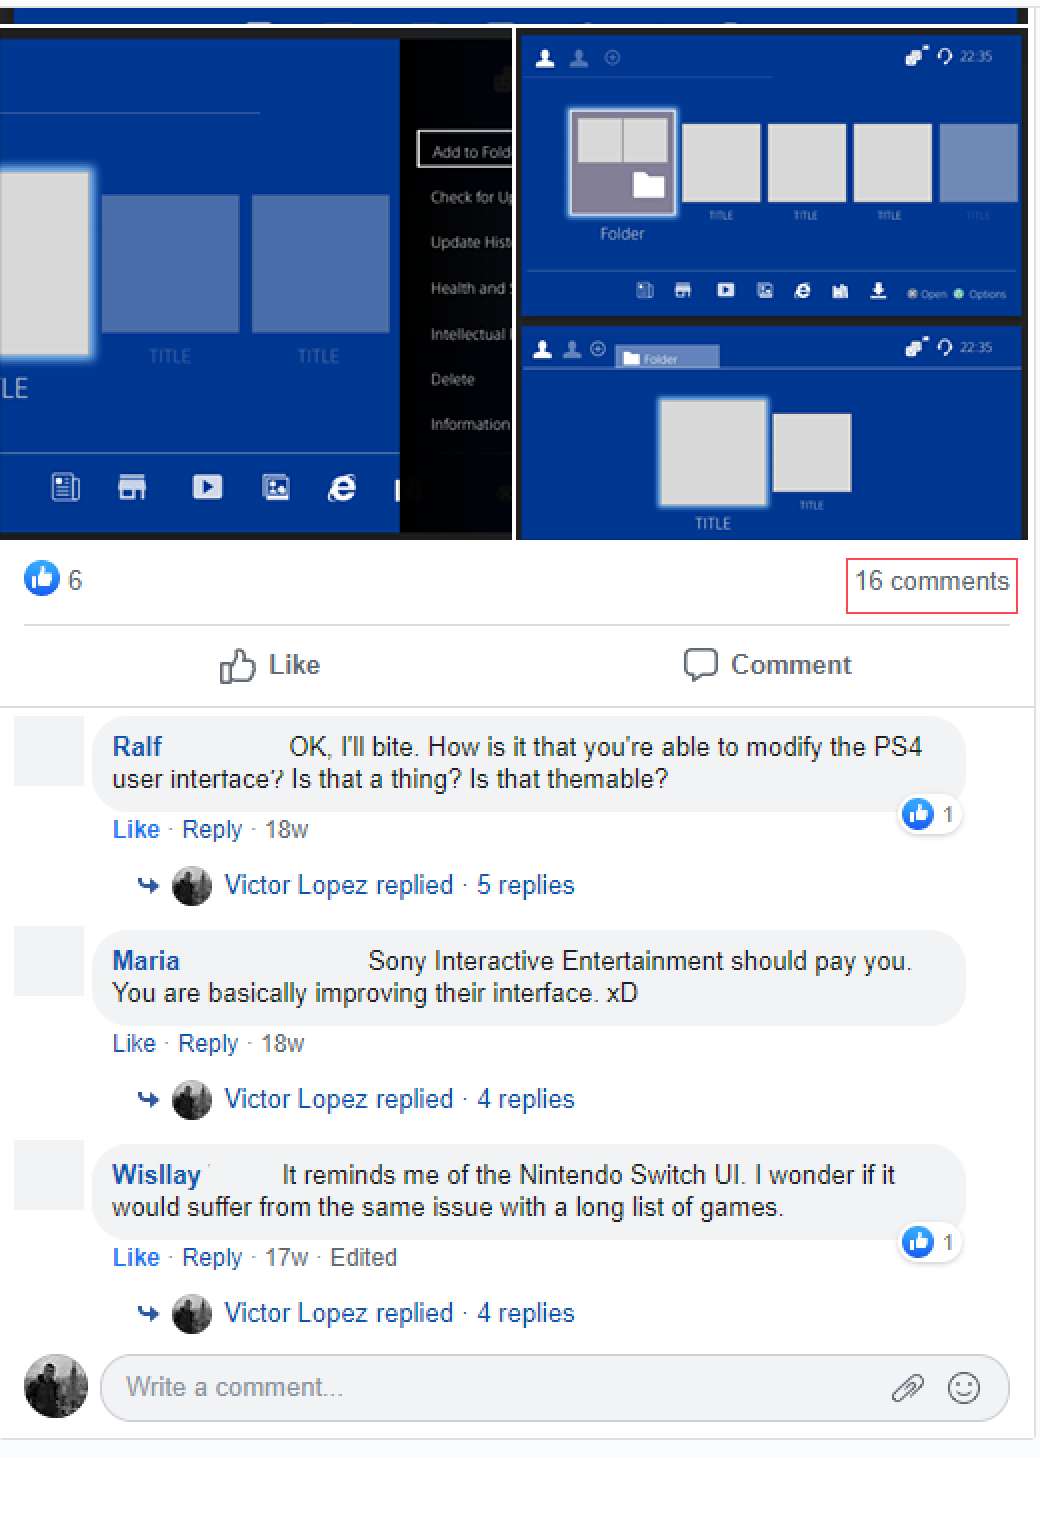 Add to Fold
Check for Up
Update Hist
Health and S
Intellectual
Delete
Information
TITLE TITLE
LE
22:35
TITLE TITLE TITLE TITLE
Folder
Open Options
Folder 22:35
TITLE
TITLE
6 16 comments
Like Comment
Ralf OK, I'll bite. How is it that you're able to modify the PS4
user interface? Is that a thing? Is that themable?
1
Like · Reply · 18w
Victor Lopez replied · 5 replies
Maria Sony Interactive Entertainment should pay you.
You are basically improving their interface. xD
Like · Reply · 18w
Victor Lopez replied · 4 replies
Wisllay It reminds me of the Nintendo Switch UI. I wonder if it
would suffer from the same issue with a long list of games.
1
Like · Reply · 17w · Edited
Victor Lopez replied · 4 replies
Write a comment...